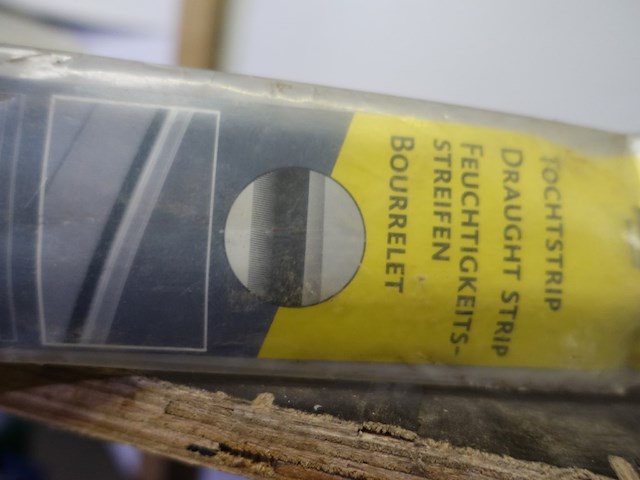 TOCHTSTRIP
DRAUGHT STRIP
FEUCHTIGKEITS-
STREIFEN
BOURRELET